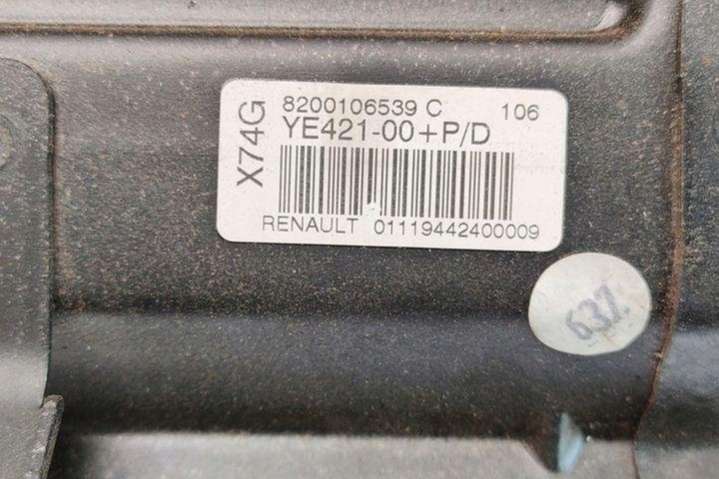 X74G
8200106539 C 106
YE421-00+P/D
RENAULT 01119442400009
632